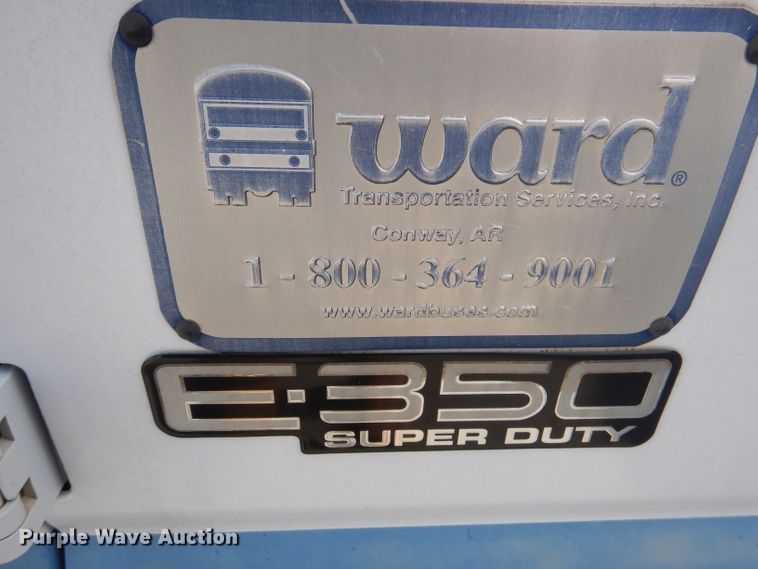 ward®
Transportation Services, Inc.
Conway, AR
1 - 800 - 364 - 9001
www.wardbuses.com
E-350
SUPER DUTY
Purple Wave Auction